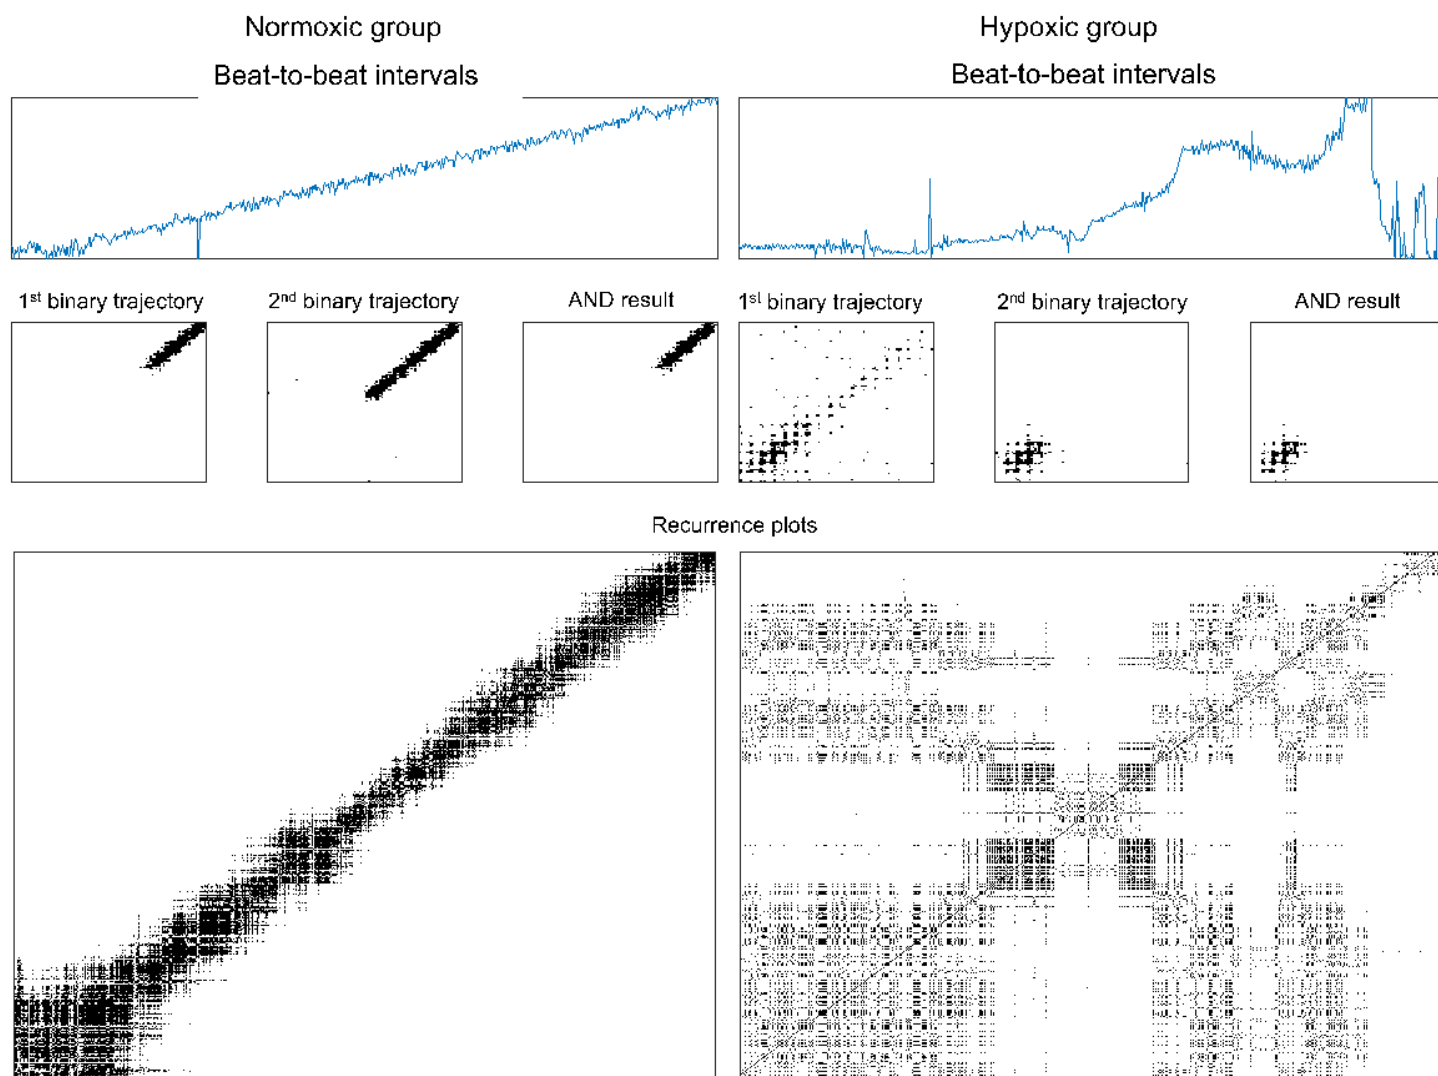 Normoxic group
Hypoxic group
Beat-to-beat intervals
Beat-to-beat intervals
1st binary trajectory
2nd binary trajectory
AND result
1st binary trajectory
2nd binary trajectory
AND result
Recurrence plots